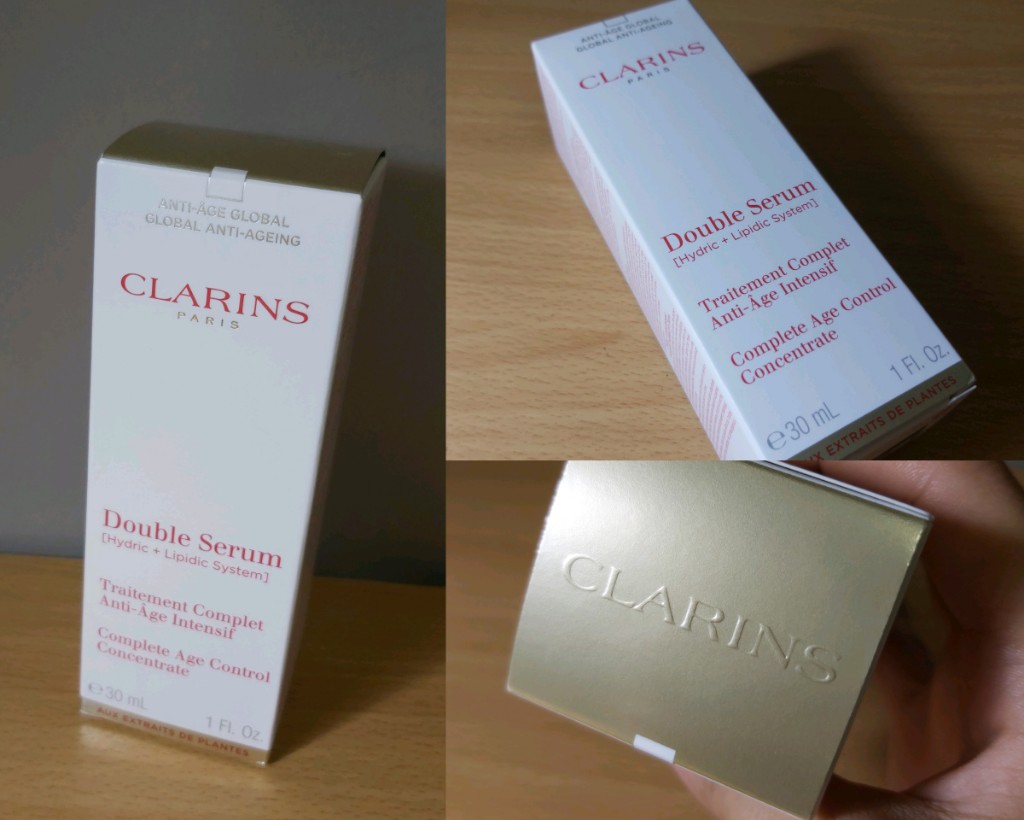 ANTI-ÂGE GLOBAL
GLOBAL ANTI-AGEING
CLARINS
PARIS
Double Serum
[Hydric + Lipidic System]
Traitement Complet
Anti-Âge Intensif
Complete Age Control
Concentrate
℮30 mL
1 Fl. Oz.
AUX EXTRAITS DE PLANTES
ANTI-ÂGE GLOBAL
GLOBAL ANTI-AGEING
CLARINS
PARIS
Double Serum
[Hydric + Lipidic System]
Traitement Complet
Anti-Âge Intensif
Complete Age Control
Concentrate
℮30 mL
1 Fl. Oz.
EXTRAITS DE PLANTES
CLARINS